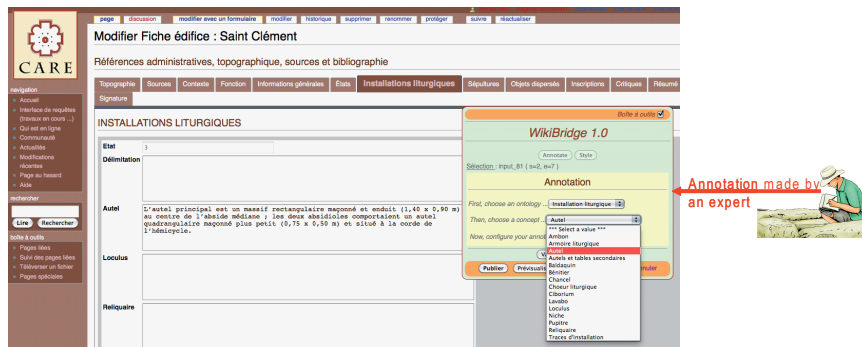 page discussion modifier avec un formulaire modifier historique supprimer renommer protéger suivre réactualiser
Modifier Fiche édifice : Saint Clément
Références administratives, topographique, sources et bibliographie
CARE
navigation
Accueil
Interface de requêtes
(travaux en cours ...)
Qui est en ligne
Communauté
Actualités
Modifications
récentes
Page au hasard
Aide
rechercher
Lire Rechercher
boîte à outils
Pages liées
Suivi des pages liées
Téléverser un fichier
Pages spéciales
Topographie Sources Contexte Fonction Informations générales États Installations liturgiques Sépultures Objets dispersés Inscriptions Critiques Résumé
Signature
INSTALLATIONS LITURGIQUES
Etat 3
Délimitation
Autel
L'autel principal est un massif rectangulaire maçonné et enduit (1,40 x 0,90 m)
au centre de l'abside médiane ; les deux absidioles comportaient un autel
quadrangulaire maçonné plus petit (0,75 x 0,50 m) et situé à la corde de
l'hémicycle.
Loculus
Reliquaire
Boîte à outils
WikiBridge 1.0
Annotate Style
Sélection : input_81 ( s=2, e=7 )
Annotation
First, choose an ontology ... Installation liturgique
Then, choose a concept ... Autel
Now, configure your annot
*** Select a value ***
Ambon
Armoire liturgique
Autel
Autels et tables secondaires
Baldaquin
Bénitier
Chancel
Choeur liturgique
Ciborium
Lavabo
Loculus
Niche
Pupitre
Reliquaire
Traces d'installation
Publier Prévisualis nuler
Annotation made by
an expert